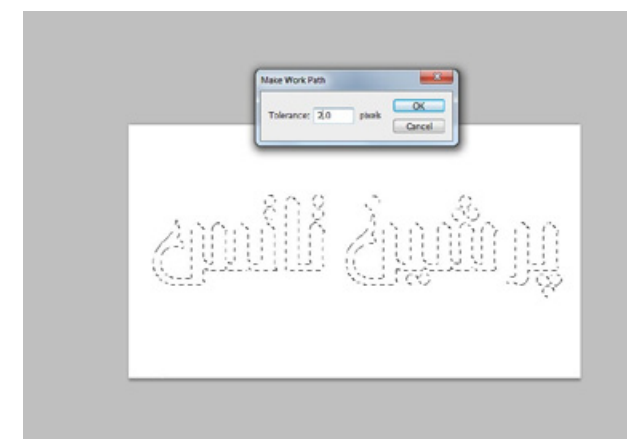 Make Work Path
Tolerance: 2.0 pixels
OK
Cancel
پرشین